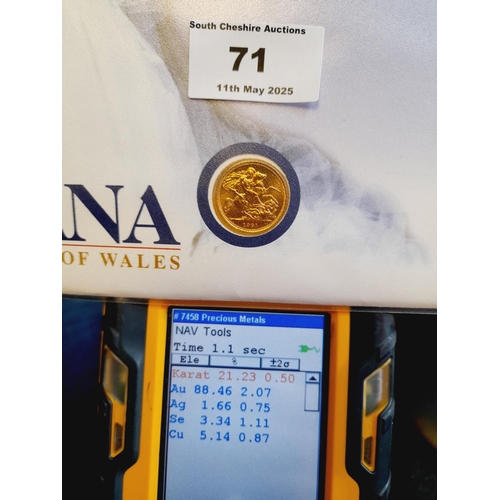 South Cheshire Auctions
71
11th May 2025
ANA
OF WALES
# 7458 Precious Metals
NAV Tools
Time 1.1 sec
Ele % ±2σ
Karat 21.23 0.50
Au 88.46 2.07
Ag 1.66 0.75
Se 3.34 1.11
Cu 5.14 0.87